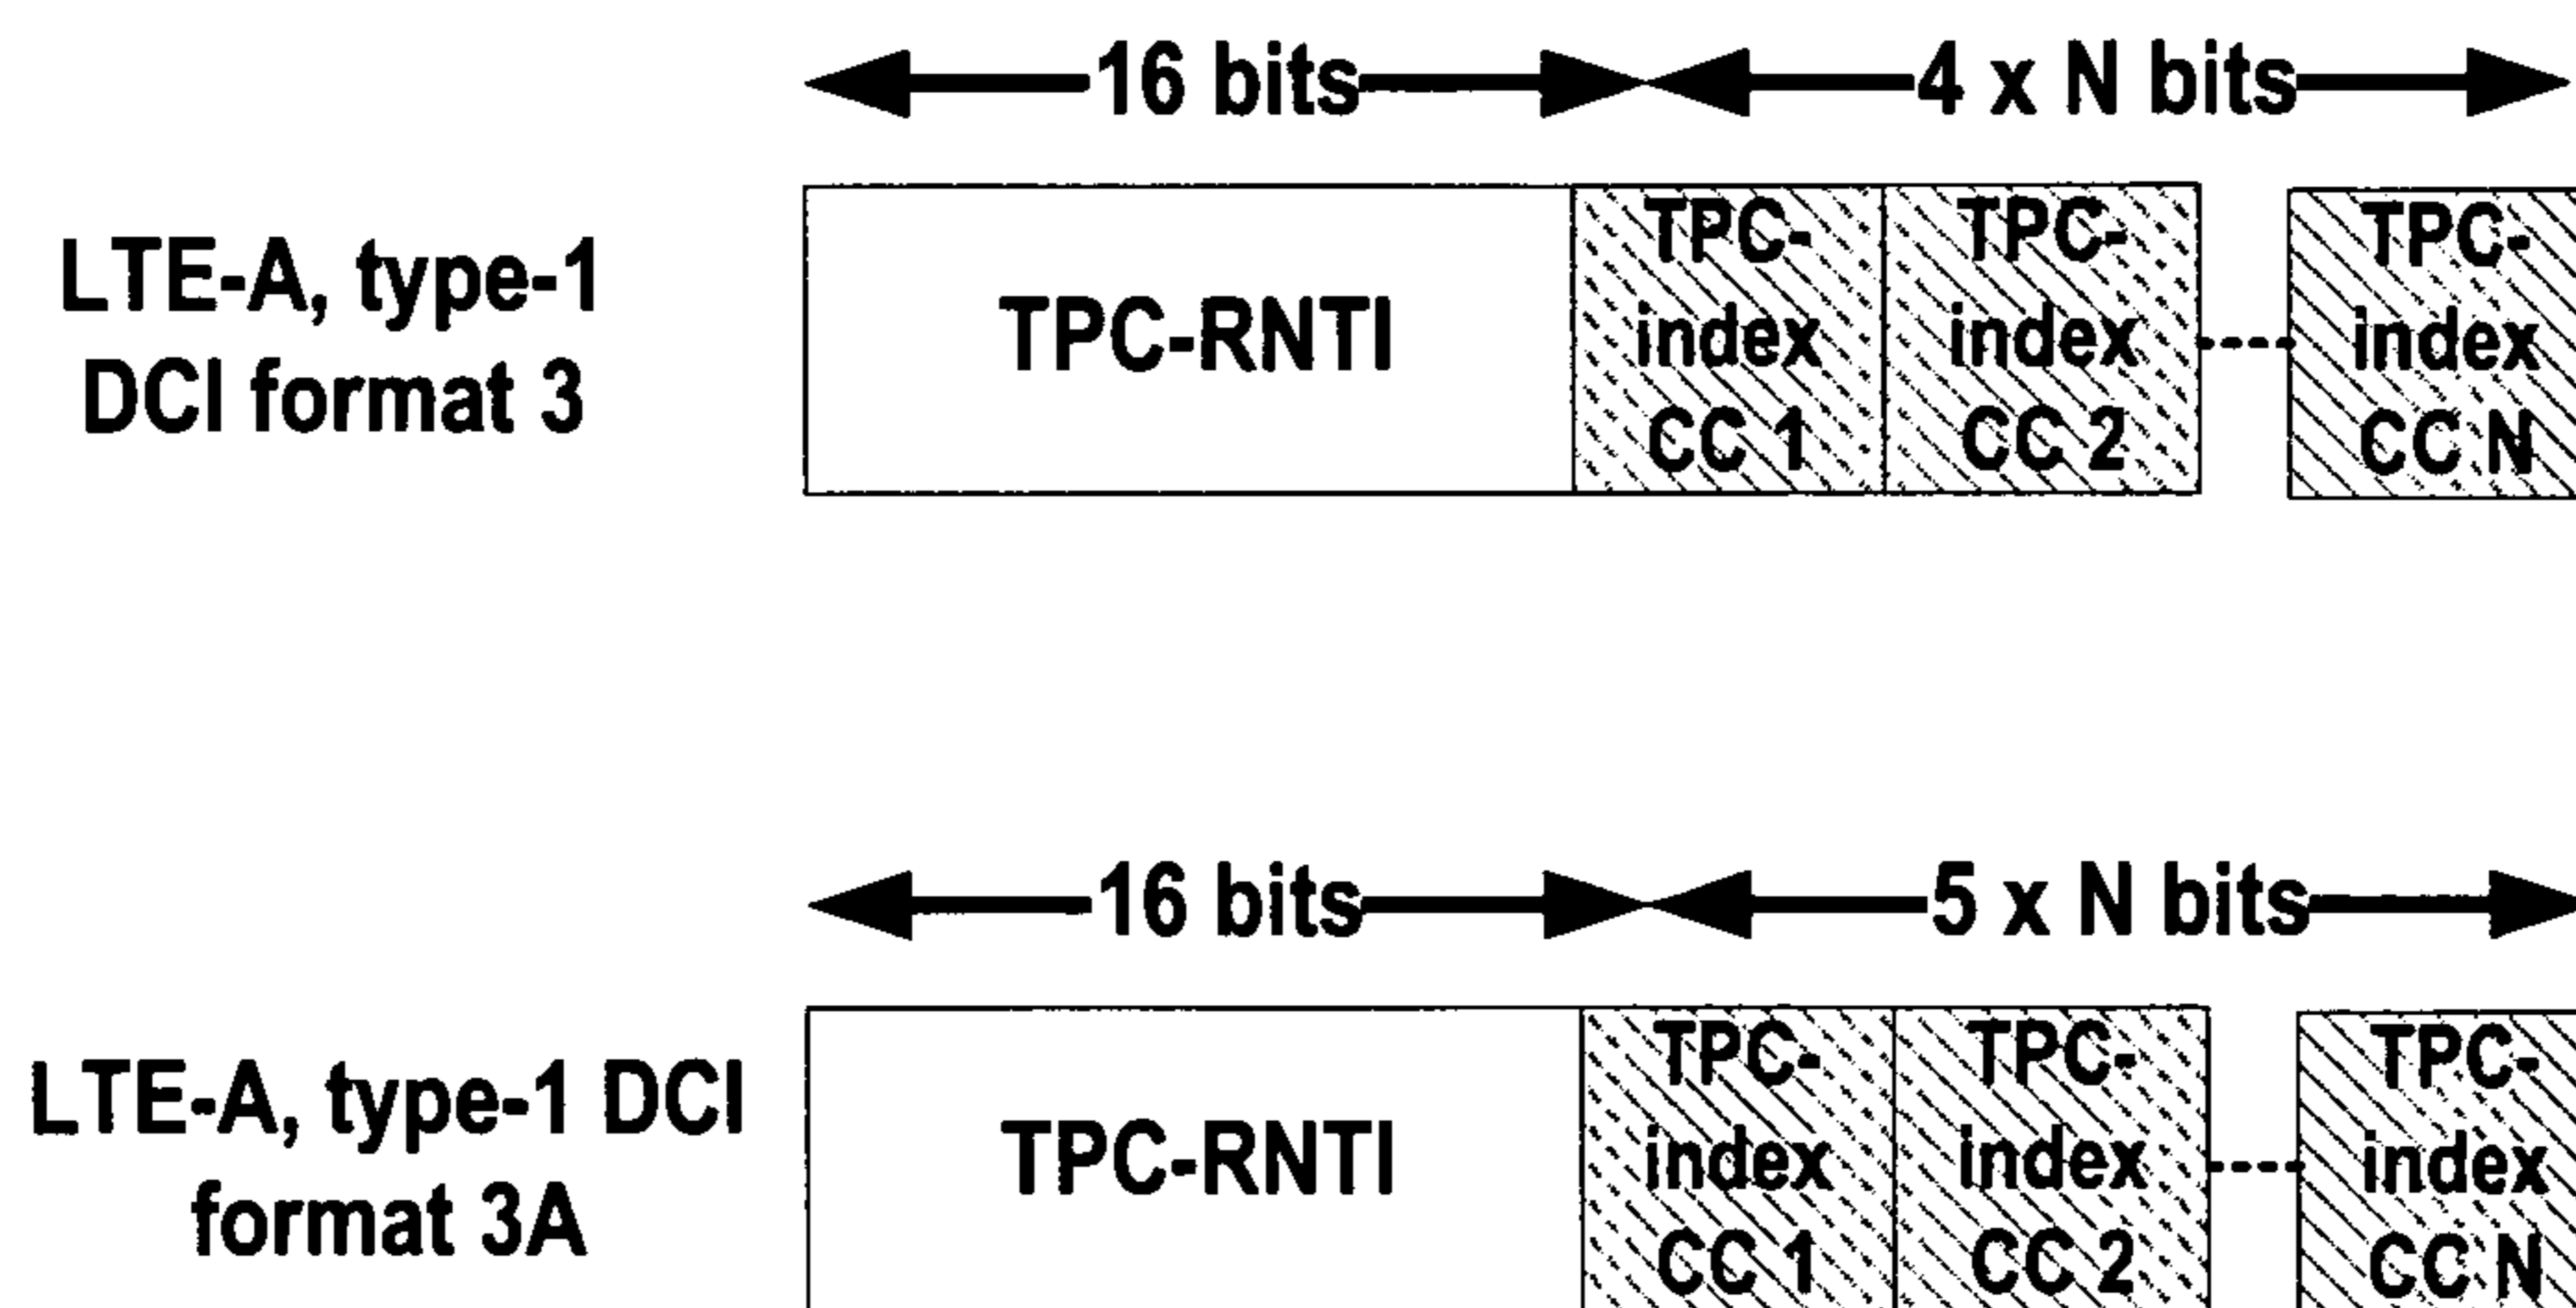 16 bits 4 x N bits
LTE-A, type-1
DCI format 3
TPC-RNTI
TPC-
index
CC 1
TPC-
index
CC 2
TPC-
index
CC N
16 bits 5 x N bits
LTE-A, type-1 DCI
format 3A
TPC-RNTI
TPC-
index
CC 1
TPC-
index
CC 2
TPC-
index
CC N